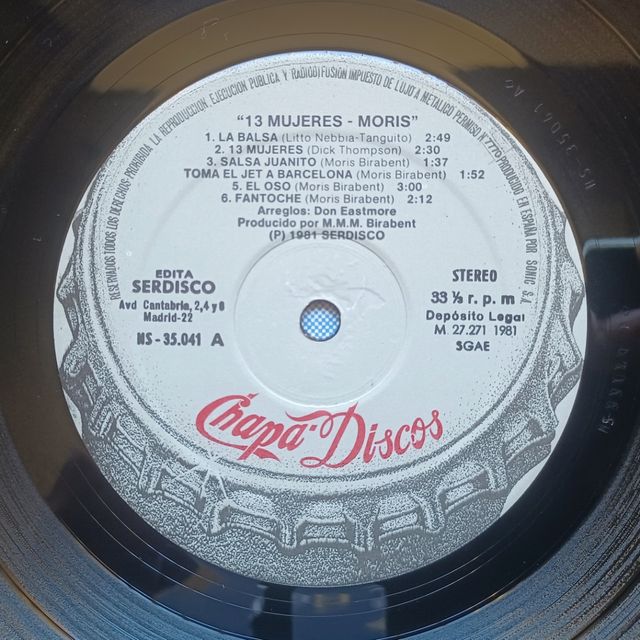 RESERVADOS TODOS LOS DERECHOS-PROHIBIDA LA REPRODUCCION EJECUCION PUBLICA Y RADIODIFUSION IMPUESTO DE LUJO A METALICO PERMISO N.º 7770-PRODUCIDO EN ESPAÑA POR SONIC S.A.
"13 MUJERES - MORIS"
1. LA BALSA (Litto Nebbia-Tanguito) 2:49
2. 13 MUJERES (Dick Thompson) 2:30
3. SALSA JUANITO (Moris Birabent) 1:37
TOMA EL JET A BARCELONA (Moris Birabent) 1:52
5. EL OSO (Moris Birabent) 3:00
6. FANTOCHE (Moris Birabent) 2:12
Arreglos: Don Eastmore
Producido por M.M.M. Birabent
(P) 1981 SERDISCO
EDITA
SERDISCO
Avd Cantabria, 2,4 y 6
Madrid-22
HS - 35.041 A
STEREO
33 ⅓ r. p. m
Depósito Legal
M. 27.271 1981
SGAE
Chapa-Discos
HS-35041 A